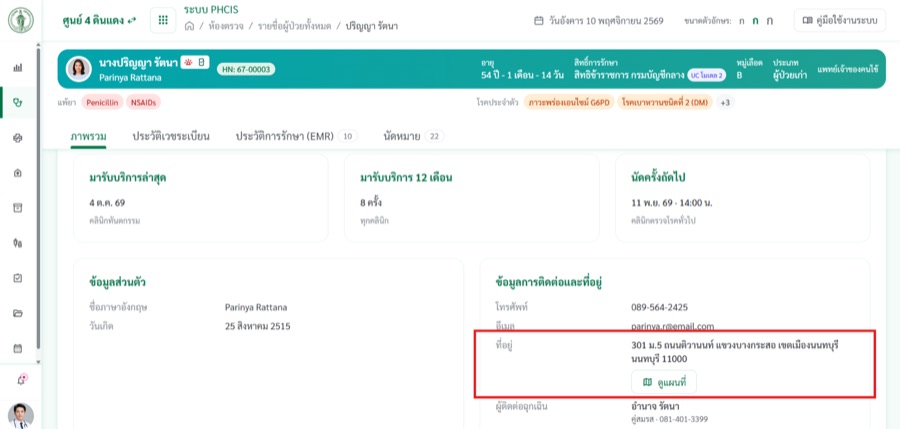 ศูนย์ 4 ดินแดง
ระบบ PHCIS
ห้องตรวจ / รายชื่อผู้ป่วยทั้งหมด / ปริญญา รัตนา
วันอังคาร 10 พฤศจิกายน 2569
ขนาดตัวอักษร: ก ก ก
คู่มือใช้งานระบบ
นางปริญญา รัตนา
Parinya Rattana
HN: 67-00003
อายุ
54 ปี - 1 เดือน - 14 วัน
สิทธิ์การรักษา
สิทธิข้าราชการ กรมบัญชีกลาง UC โมเดล 2
หมู่เลือด
B
ประเภท
ผู้ป่วยเก่า
แพทย์เจ้าของคนไข้
แพ้ยา Penicillin NSAIDs
โรคประจำตัว ภาวะพร่องเอนไซม์ G6PD โรคเบาหวานชนิดที่ 2 (DM) +3
ภาพรวม ประวัติเวชระเบียน ประวัติการรักษา (EMR) 10 นัดหมาย 22
มารับบริการล่าสุด
4 ต.ค. 69
คลินิกทันตกรรม
มารับบริการ 12 เดือน
8 ครั้ง
ทุกคลินิก
นัดครั้งถัดไป
11 พ.ย. 69 - 14:00 น.
คลินิกตรวจโรคทั่วไป
ข้อมูลส่วนตัว
ชื่อภาษาอังกฤษ Parinya Rattana
วันเกิด 25 สิงหาคม 2515
ข้อมูลการติดต่อและที่อยู่
โทรศัพท์ 089-564-2425
อีเมล parinya.r@email.com
ที่อยู่ 301 ม.5 ถนนติวานนท์ แขวงบางกระสอ เขตเมืองนนทบุรี
นนทบุรี 11000
ดูแผนที่
ผู้ติดต่อฉุกเฉิน อำนาจ รัตนา
คู่สมรส · 081-401-3399